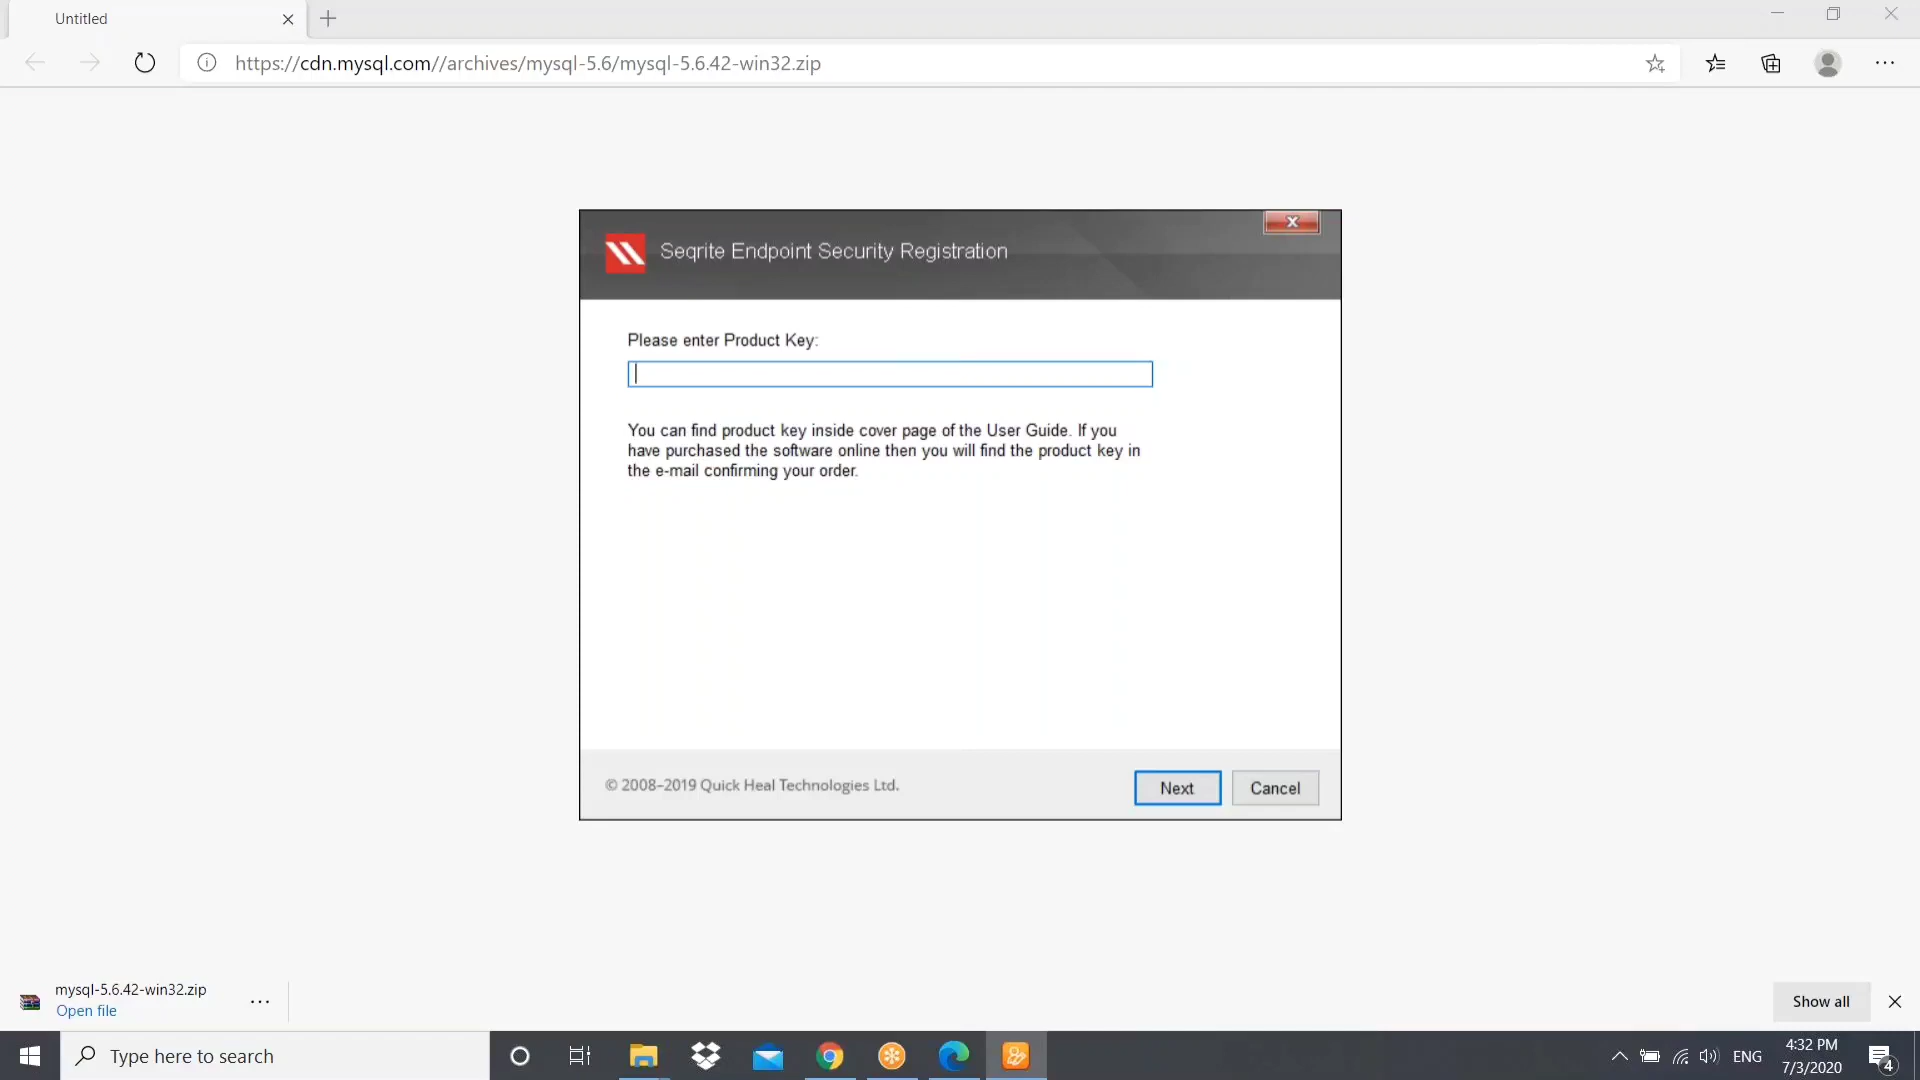 Untitled
https://cdn.mysql.com//archives/mysql-5.6/mysql-5.6.42-win32.zip
Seqrite Endpoint Security Registration
Please enter Product Key:
You can find product key inside cover page of the User Guide. If you
have purchased the software online then you will find the product key in
the e-mail confirming your order.
© 2008–2019 Quick Heal Technologies Ltd.
Next
Cancel
mysql-5.6.42-win32.zip
Open file
Show all
Type here to search
ENG
4:32 PM
7/3/2020
4